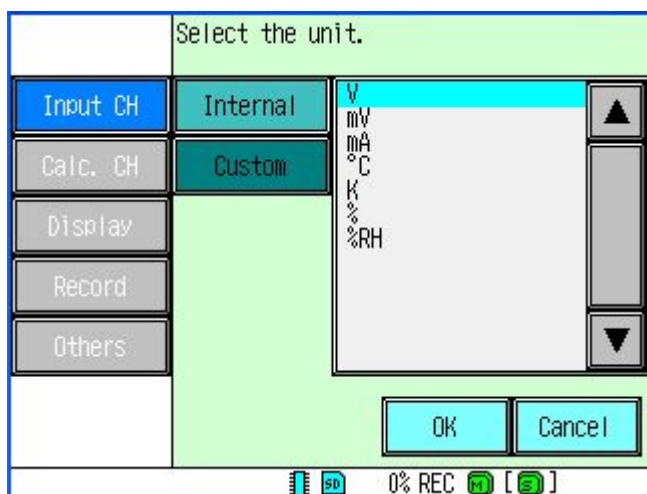 Select the unit.
Input CH
Calc. CH
Display
Record
Others
Internal
Custom
V
mV
mA
°C
K
%
%RH
OK
Cancel
SD 0% REC M [S]